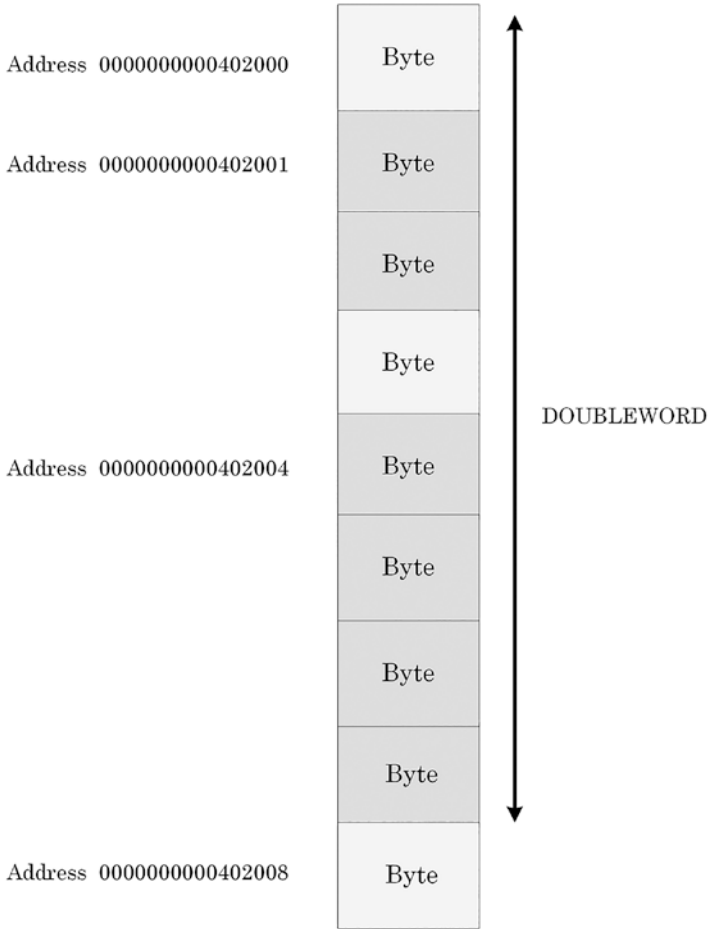 Address 0000000000402000 Byte
Address 0000000000402001 Byte
Byte
Byte
DOUBLEWORD
Address 0000000000402004 Byte
Byte
Byte
Byte
Address 0000000000402008 Byte